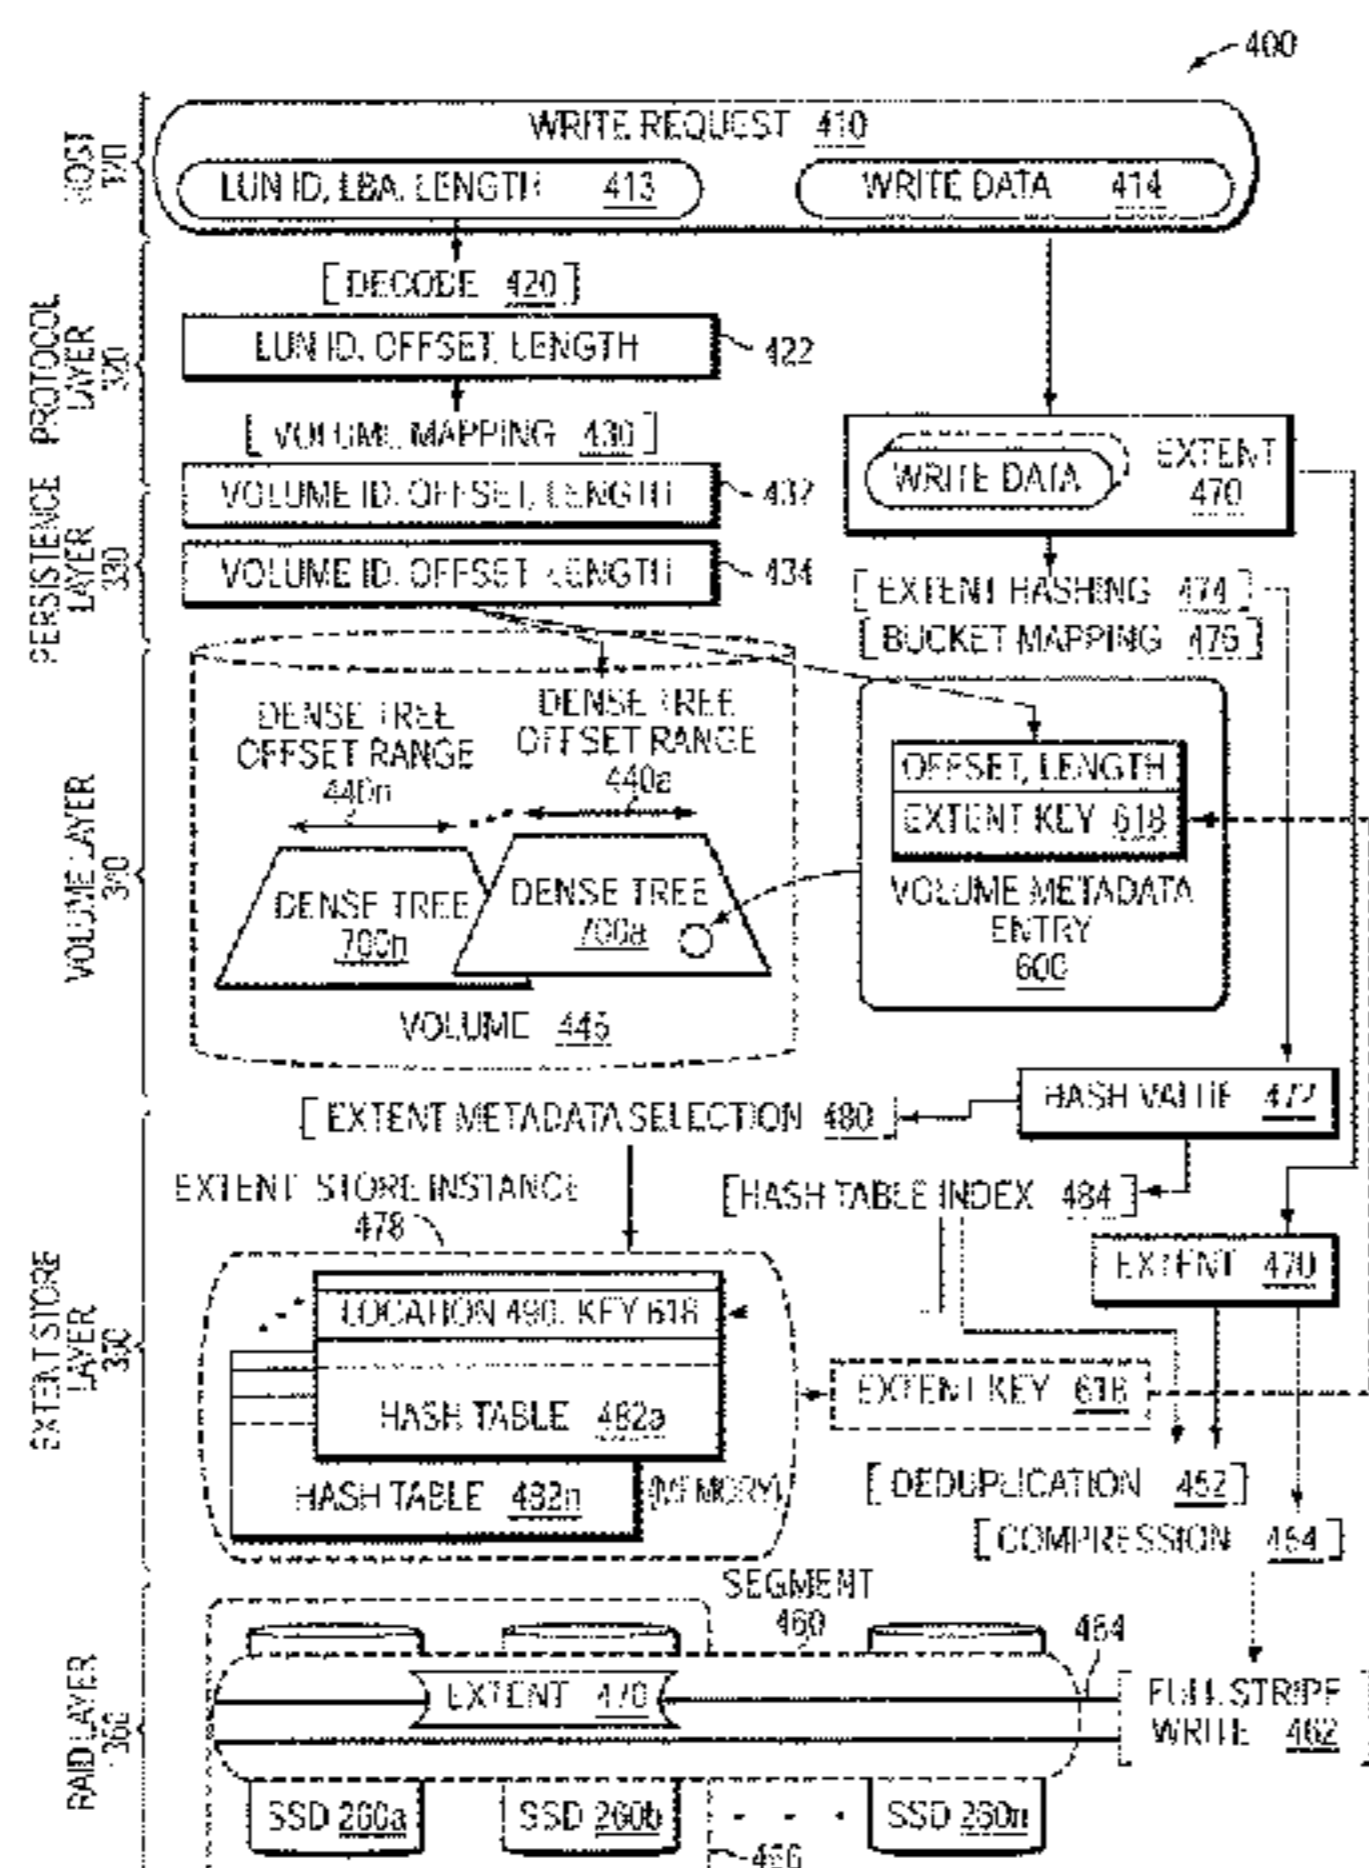 400
HOST
120
WRITE REQUEST 410
LUN ID, LBA, LENGTH 413
WRITE DATA 414
PROTOCOL
LAYER
320
[DECODE 420]
LUN ID, OFFSET, LENGTH
422
[VOLUME MAPPING 430]
WRITE DATA
EXTENT
470
PERSISTENCE
LAYER
330
VOLUME ID, OFFSET, LENGTH
432
VOLUME ID, OFFSET, LENGTH
434
[EXTENT HASHING 474]
[BUCKET MAPPING 476]
VOLUME LAYER
340
DENSE TREE
OFFSET RANGE
440n
DENSE TREE
OFFSET RANGE
440a
DENSE TREE
700n
DENSE TREE
700a
VOLUME 445
OFFSET, LENGTH
EXTENT KEY 618
VOLUME METADATA
ENTRY
600
HASH VALUE 472
[EXTENT METADATA SELECTION 480]
EXTENT STORE
LAYER
350
EXTENT STORE INSTANCE
478
[HASH TABLE INDEX 484]
EXTENT 470
LOCATION 490, KEY 618
HASH TABLE 482a
HASH TABLE 482n
(MEMORY)
EXTENT KEY 618
[DEDUPLICATION 452]
[COMPRESSION 454]
RAID LAYER
360
SEGMENT
460
464
EXTENT 470
[FULL STRIPE
WRITE 462]
SSD 260a
SSD 260b
SSD 260n
466